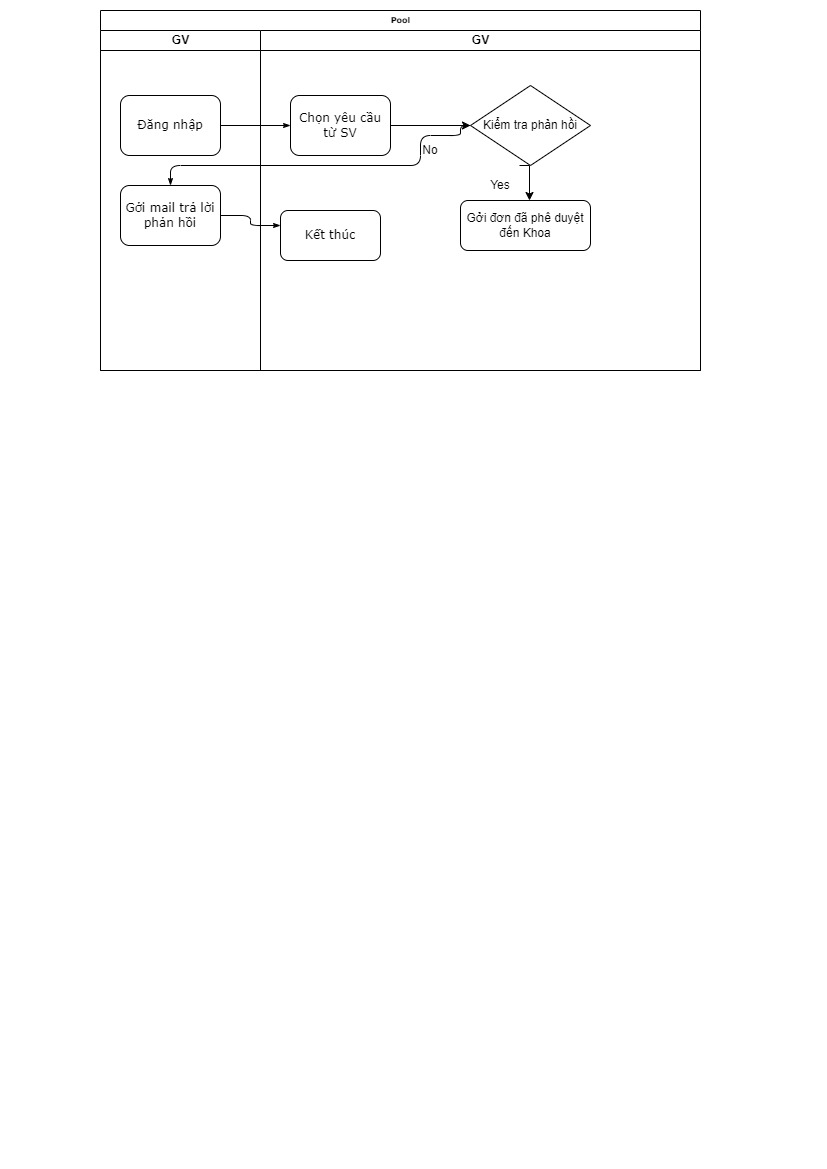 Pool
GV
GV
Đăng nhập
Chọn yêu cầu
từ SV
Kiểm tra phản hồi
No
Yes
Gởi mail trả lời
phản hồi
Kết thúc
Gởi đơn đã phê duyệt
đến Khoa